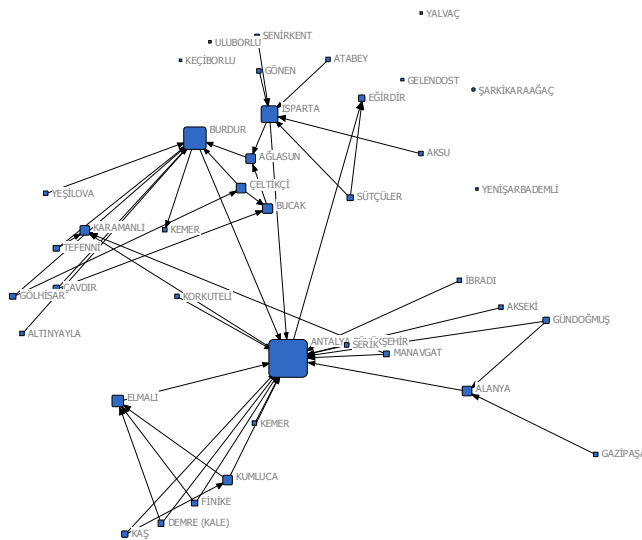 YALVAÇ
SENİRKENT
ULUBORLU
KEÇİBORLU
ATABEY
GÖNEN
GELENDOST
ŞARKİKARAAĞAÇ
EĞİRDİR
ISPARTA
BURDUR
AKSU
AĞLASUN
YENİŞARBADEMLİ
ÇELTİKÇİ
YEŞİLOVA
SÜTÇÜLER
BUCAK
KARAMANLI
KEMER
TEFENNİ
İBRADI
ÇAVDIR
GÖLHİSAR
KORKUTELİ
AKSEKİ
GÜNDOĞMUŞ
ALTINYAYLA
ANTALYA BÜYÜKŞEHİR
SERİK
MANAVGAT
ALANYA
ELMALI
KEMER
GAZİPAŞA
KUMLUCA
FİNİKE
DEMRE (KALE)
KAŞ